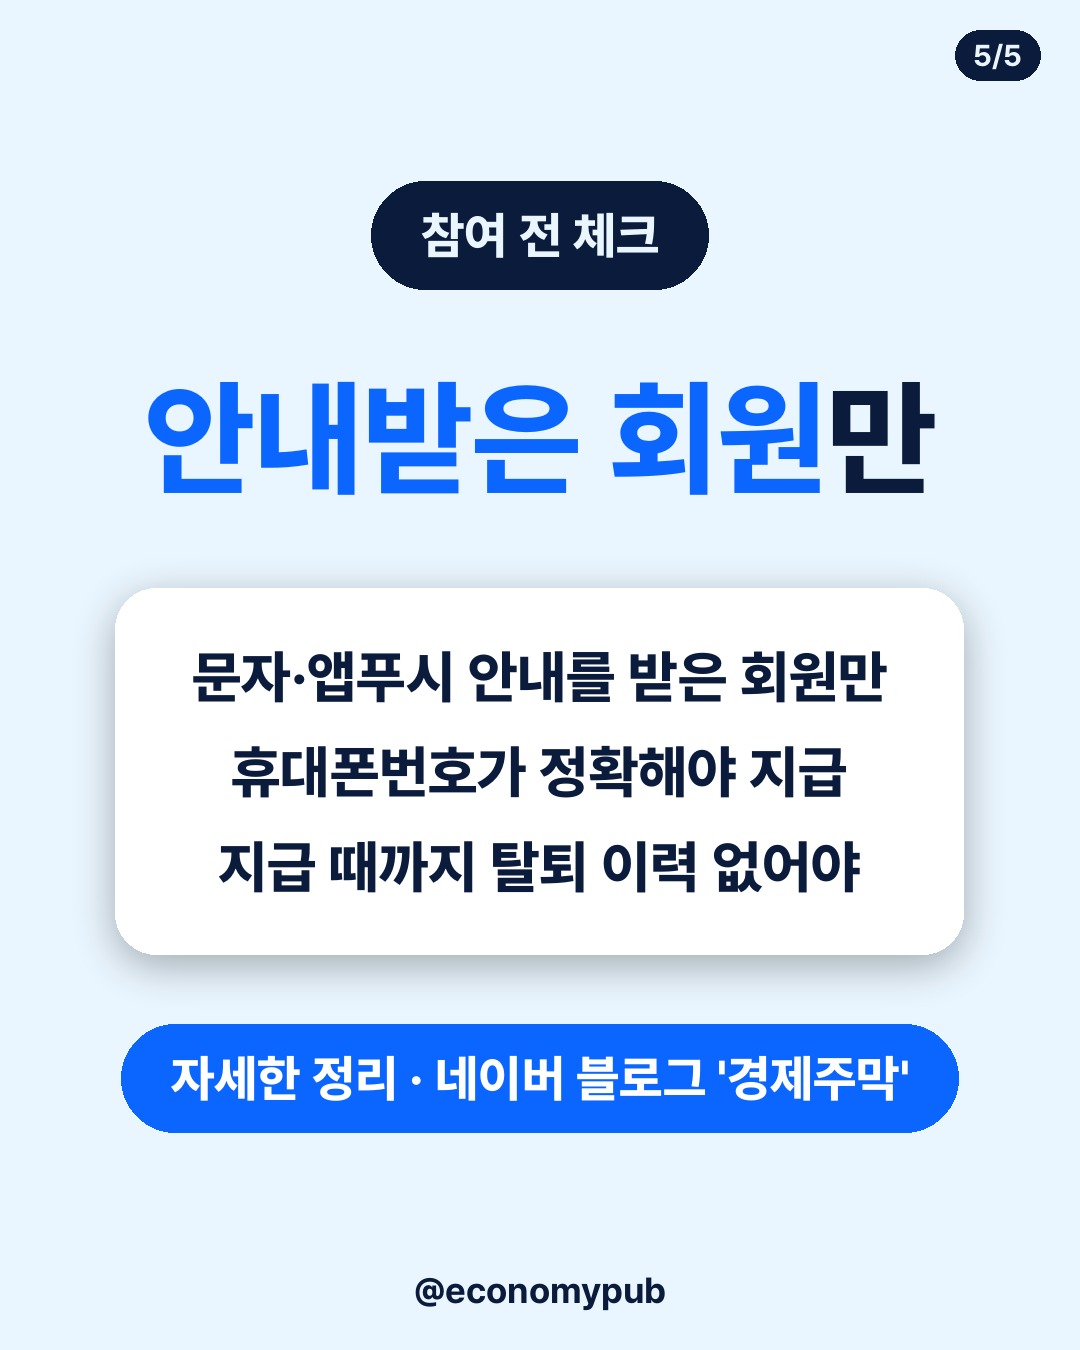 5/5
참여 전 체크
안내받은 회원만
문자·앱푸시 안내를 받은 회원만
휴대폰번호가 정확해야 지급
지급 때까지 탈퇴 이력 없어야
자세한 정리 · 네이버 블로그 '경제주막'
@economypub